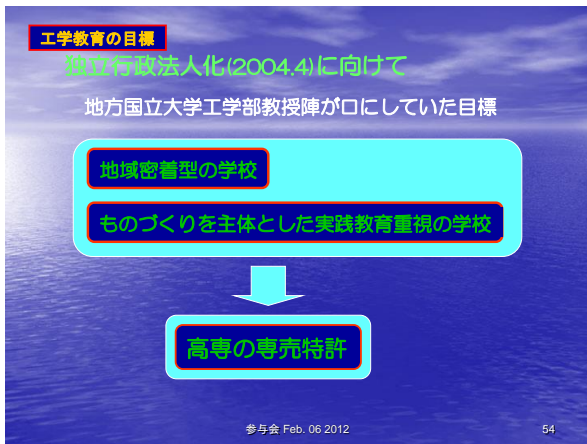 工学教育の目標
独立行政法人化(2004.4)に向けて
地方国立大学工学部教授陣が口にしていた目標
地域密着型の学校
ものづくりを主体とした実践教育重視の学校
高専の専売特許
参与会 Feb. 06 2012
54